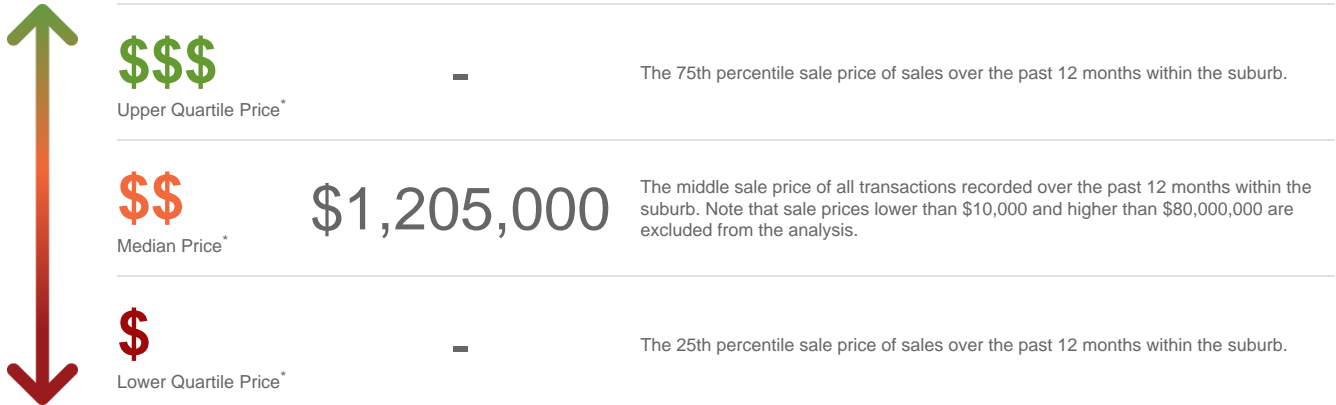 $$$
Upper Quartile Price*
-
The 75th percentile sale price of sales over the past 12 months within the suburb.
$$
Median Price*
$1,205,000
The middle sale price of all transactions recorded over the past 12 months within the
suburb. Note that sale prices lower than $10,000 and higher than $80,000,000 are
excluded from the analysis.
$
Lower Quartile Price*
-
The 25th percentile sale price of sales over the past 12 months within the suburb.